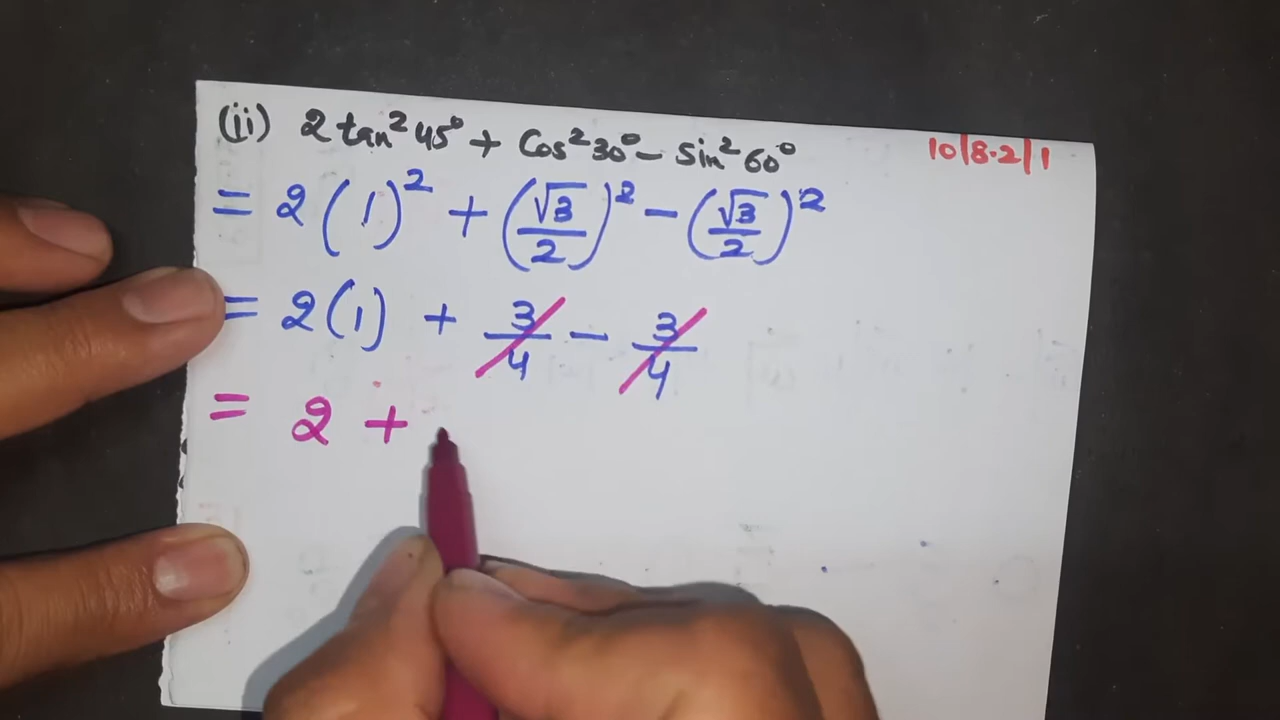 (ii) 2 tan² 45° + Cos² 30° - sin² 60°
10/8.2/1
= 2 (1)² + (√3/2)² - (√3/2)²
= 2 (1) + 3/4 - 3/4
= 2 +